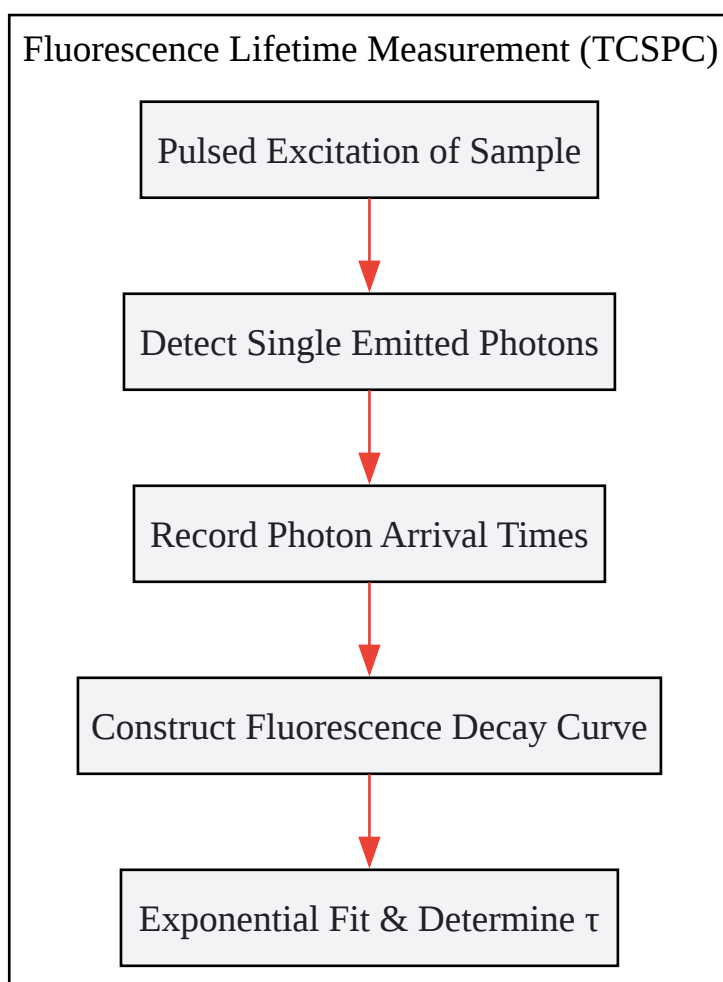 Fluorescence Lifetime Measurement (TCSPC)
Pulsed Excitation of Sample
Detect Single Emitted Photons
Record Photon Arrival Times
Construct Fluorescence Decay Curve
Exponential Fit & Determine τ